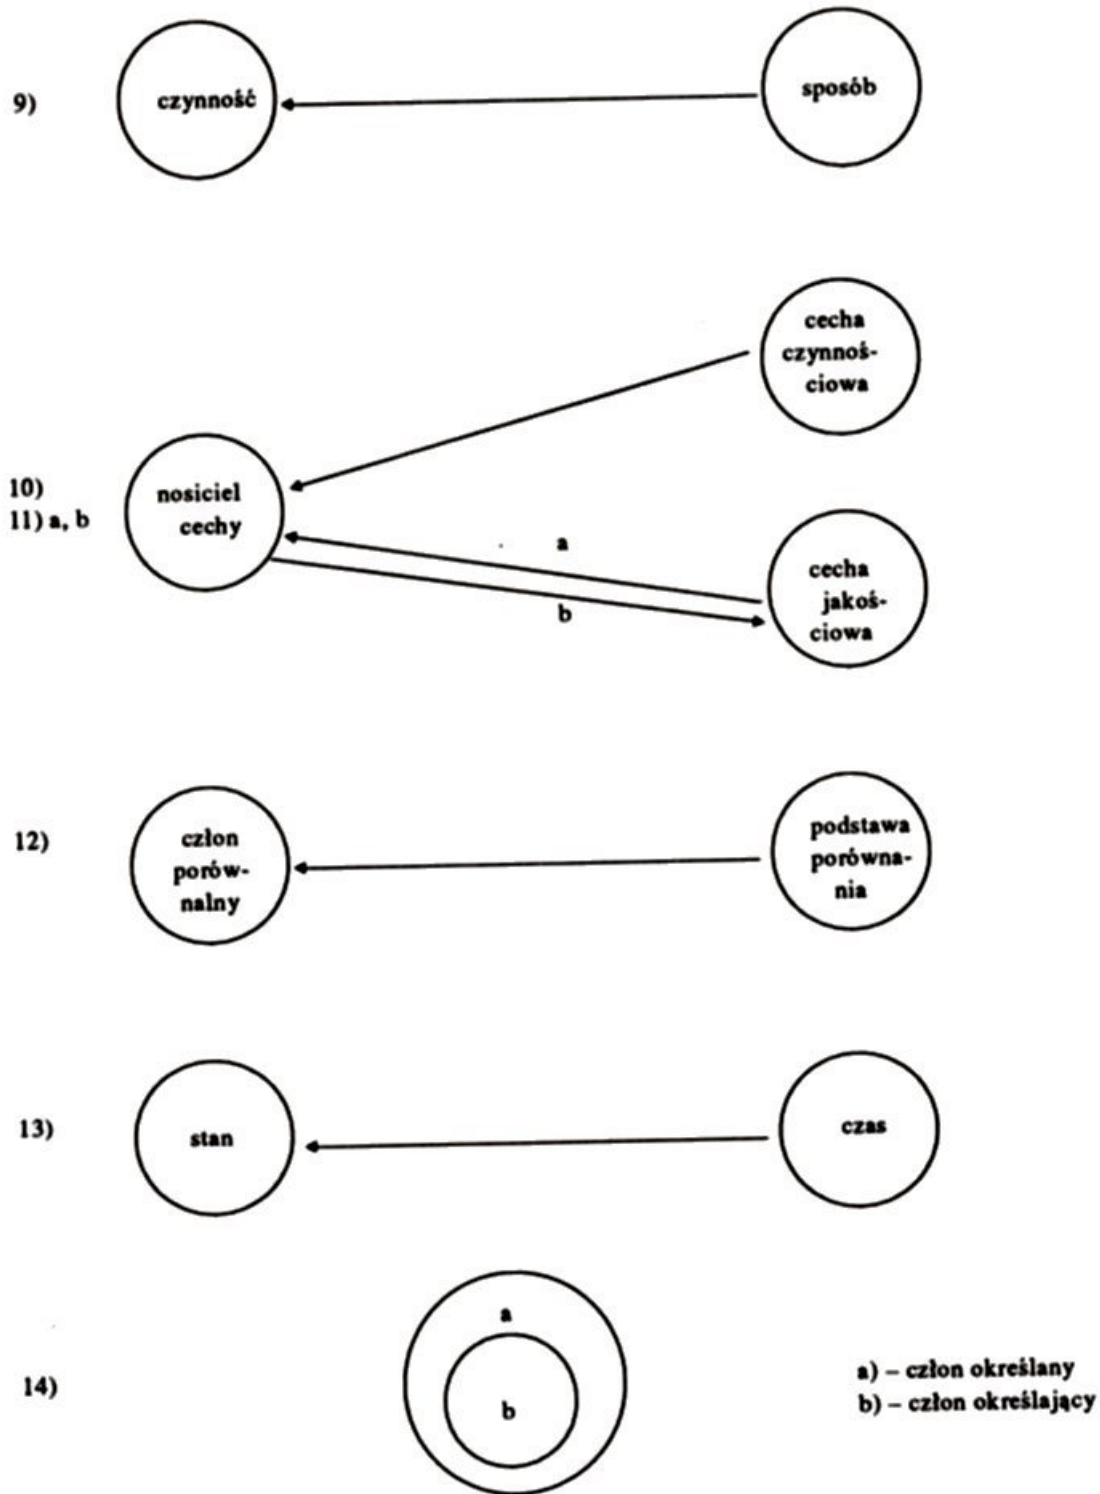 9)
czynność
sposób
cecha
czynnoś-
ciowa
10)
11) a, b
nosiciel
cechy
a
b
cecha
jakoś-
ciowa
12)
człon
porów-
nalny
podstawa
porówna-
nia
13)
stan
czas
14)
a
b
a) – człon określany
b) – człon określający